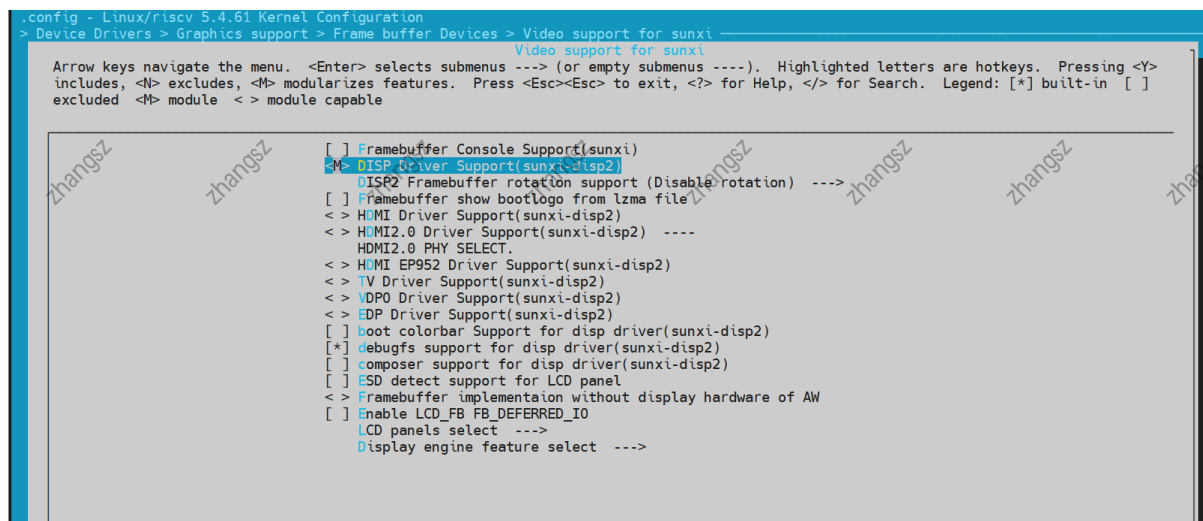 .config - Linux/riscv 5.4.61 Kernel Configuration
> Device Drivers > Graphics support > Frame buffer Devices > Video support for sunxi
Video support for sunxi
Arrow keys navigate the menu.  <Enter> selects submenus ---> (or empty submenus ----).  Highlighted letters are hotkeys.  Pressing <Y>
includes, <N> excludes, <M> modularizes features.  Press <Esc><Esc> to exit, <?> for Help, </> for Search.  Legend: [*] built-in  [ ]
excluded  <M> module  < > module capable
[ ] Framebuffer Console Support(sunxi)
<M> DISP Driver Support(sunxi-disp2)
DISP2 Framebuffer rotation support (Disable rotation)  --->
[ ] Framebuffer show bootlogo from lzma file
< > HDMI Driver Support(sunxi-disp2)
< > HDMI2.0 Driver Support(sunxi-disp2)  ----
HDMI2.0 PHY SELECT.
< > HDMI EP952 Driver Support(sunxi-disp2)
< > TV Driver Support(sunxi-disp2)
< > VDPO Driver Support(sunxi-disp2)
< > EDP Driver Support(sunxi-disp2)
[ ] boot colorbar Support for disp driver(sunxi-disp2)
[*] debugfs support for disp driver(sunxi-disp2)
[ ] composer support for disp driver(sunxi-disp2)
[ ] ESD detect support for LCD panel
< > Framebuffer implementaion without display hardware of AW
[ ] Enable LCD_FB FB_DEFERRED_IO
LCD panels select  --->
Display engine feature select  --->
zhangsz
zhangsz
zhangsz
zhangsz
zhangsz
zhangsz
zhangsz